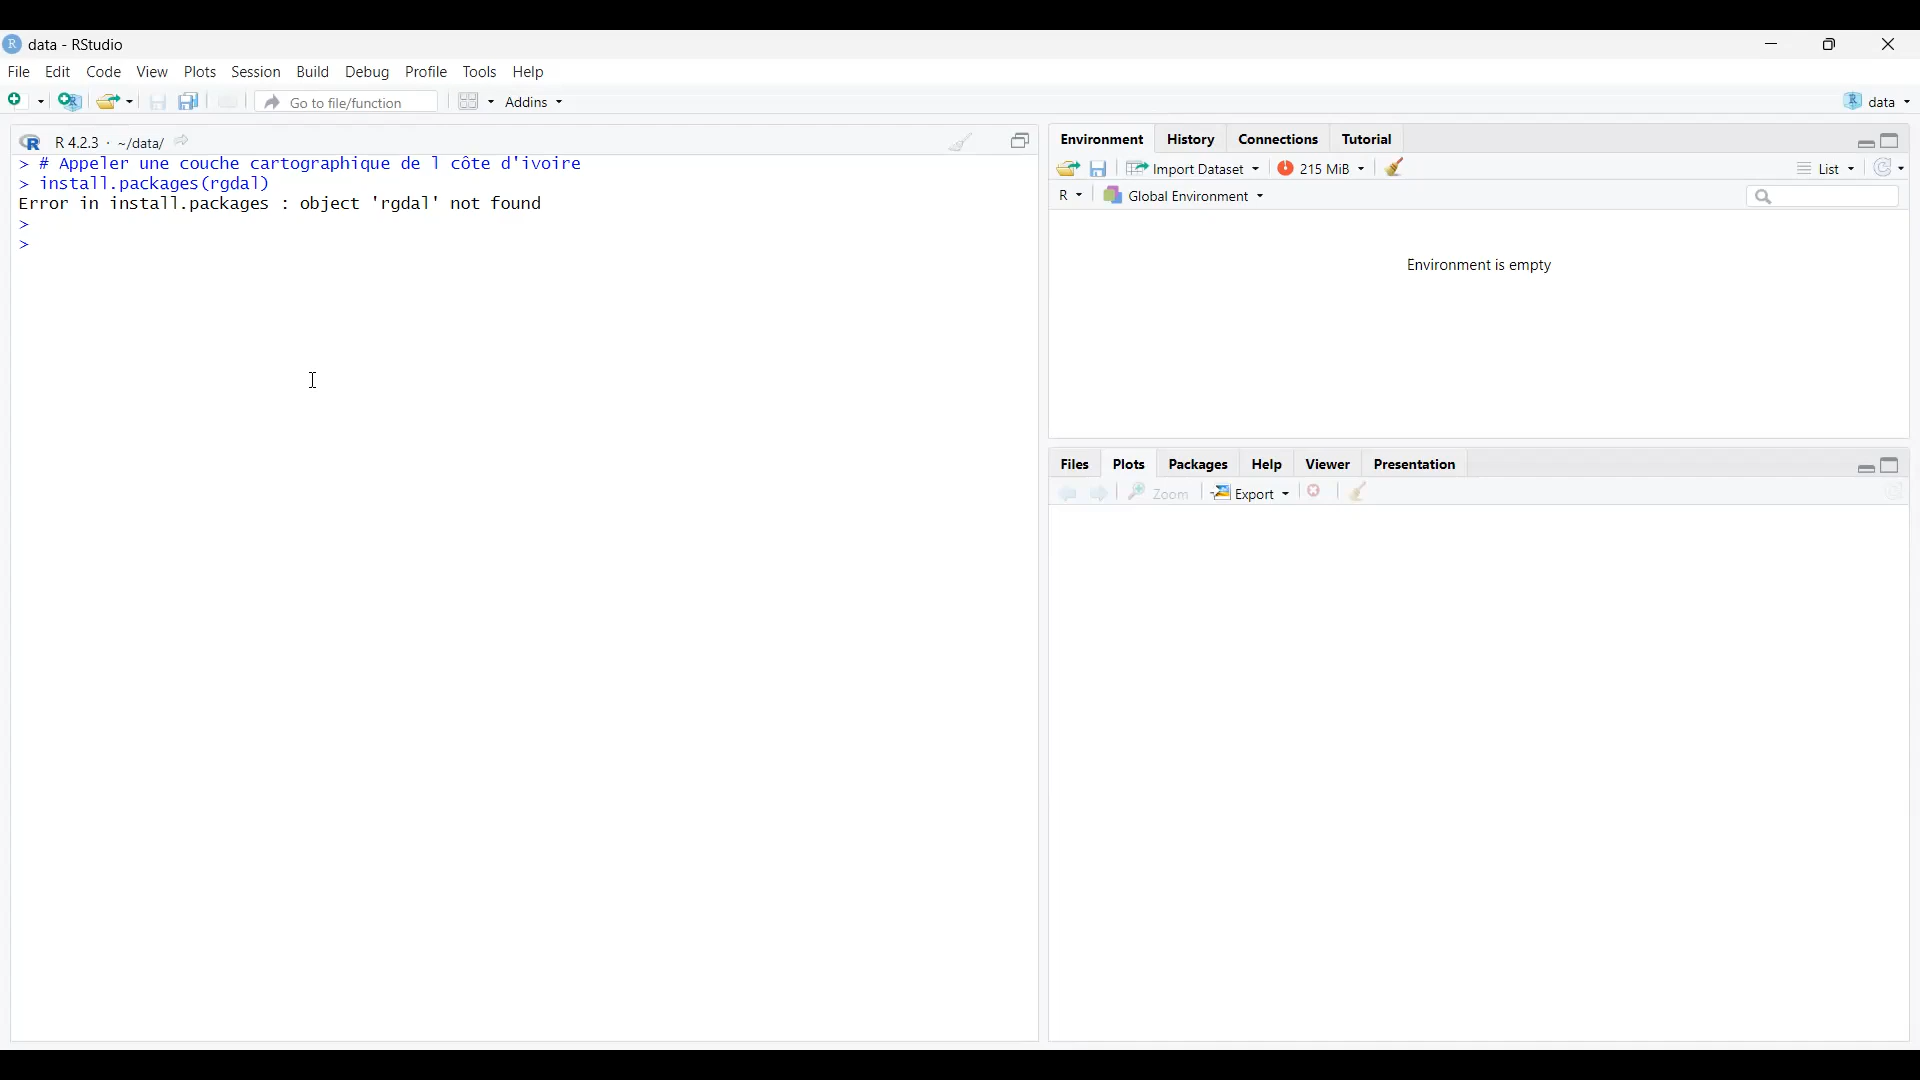 data - RStudio
File Edit Code View Plots Session Build Debug Profile Tools Help
Go to file/function Addins data
R 4.2.3 · ~/data/
> # Appeler une couche cartographique de l côte d'ivoire
> install.packages(rgdal)
Error in install.packages : object 'rgdal' not found
>
>
Environment History Connections Tutorial
Import Dataset 215 MiB List
R Global Environment
Environment is empty
Files Plots Packages Help Viewer Presentation
Zoom Export